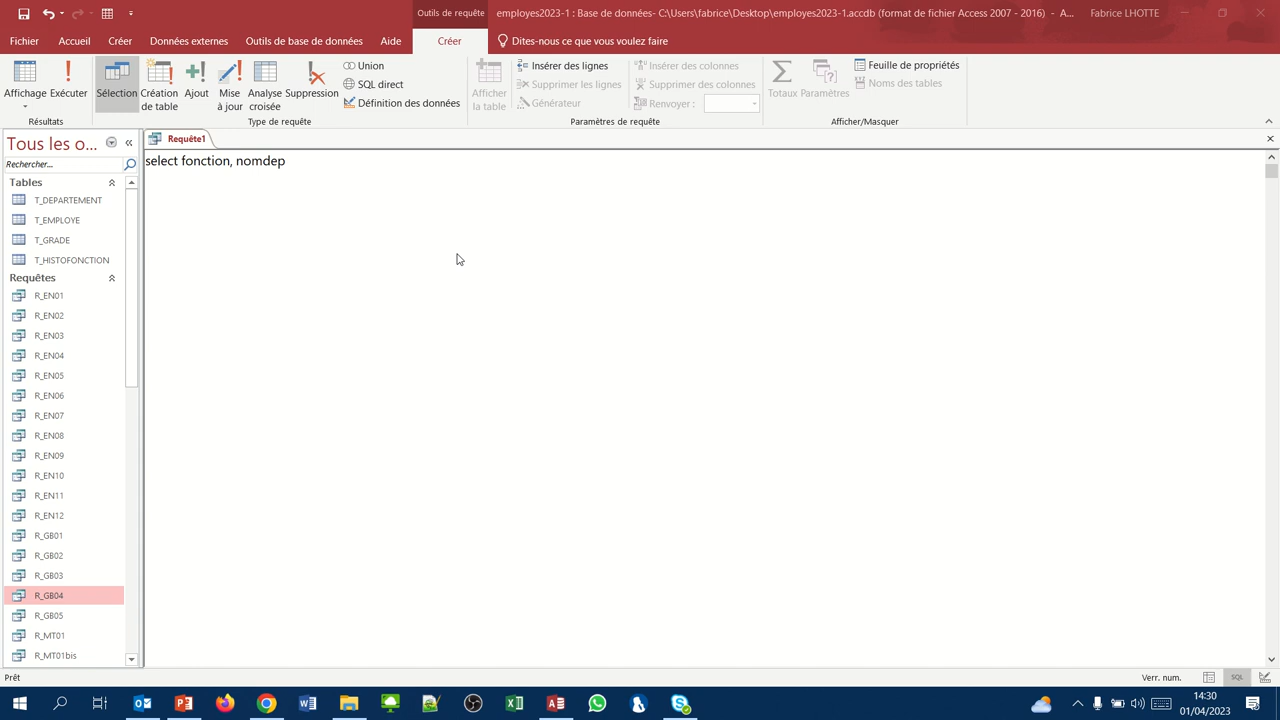 Outils de requête
employes2023-1 : Base de données- C:\Users\fabrice\Desktop\employes2023-1.accdb (format de fichier Access 2007 - 2016) - A...
Fabrice LHOTTE
Fichier
Accueil
Créer
Données externes
Outils de base de données
Aide
Créer
Dites-nous ce que vous voulez faire
Affichage
Exécuter
Résultats
Sélection
Création de table
Ajout
Mise à jour
Analyse croisée
Suppression
Union
SQL direct
Définition des données
Type de requête
Afficher la table
Insérer des lignes
Supprimer les lignes
Générateur
Insérer des colonnes
Supprimer des colonnes
Renvoyer :
Paramètres de requête
Totaux
Paramètres
Feuille de propriétés
Noms des tables
Afficher/Masquer
Tous les o...
Rechercher...
Tables
T_DEPARTEMENT
T_EMPLOYE
T_GRADE
T_HISTOFONCTION
Requêtes
R_EN01
R_EN02
R_EN03
R_EN04
R_EN05
R_EN06
R_EN07
R_EN08
R_EN09
R_EN10
R_EN11
R_EN12
R_GB01
R_GB02
R_GB03
R_GB04
R_GB05
R_MT01
R_MT01bis
Requête1
select fonction, nomdep
Prêt
Verr. num.
SQL
14:30
01/04/2023